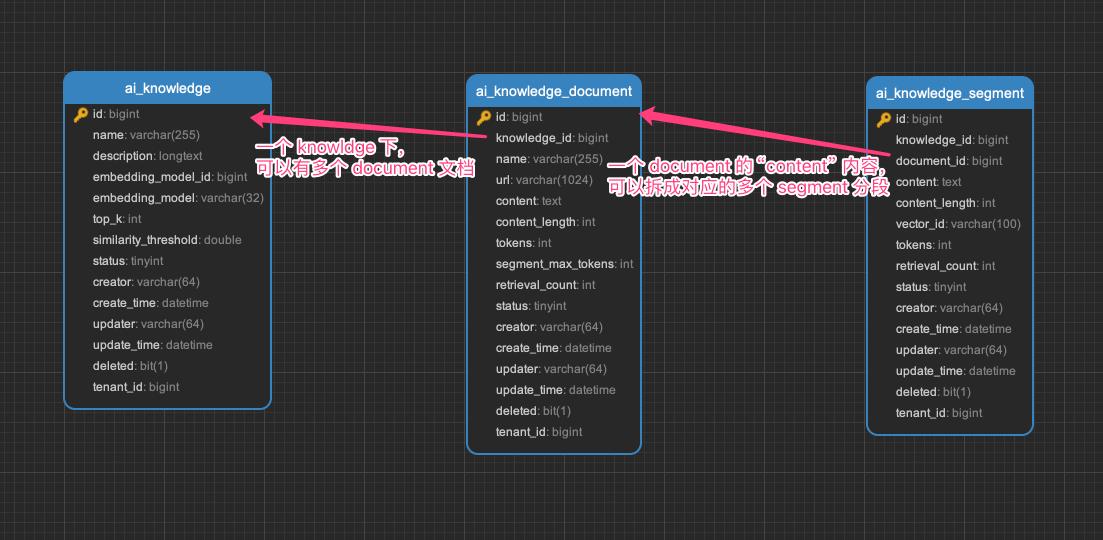 ai_knowledge
id: bigint
name: varchar(255)
description: longtext
embedding_model_id: bigint
embedding_model: varchar(32)
top_k: int
similarity_threshold: double
status: tinyint
creator: varchar(64)
create_time: datetime
updater: varchar(64)
update_time: datetime
deleted: bit(1)
tenant_id: bigint
一个 knowldge 下，
可以有多个 document 文档
ai_knowledge_document
id: bigint
knowledge_id: bigint
name: varchar(255)
url: varchar(1024)
content: text
content_length: int
tokens: int
segment_max_tokens: int
retrieval_count: int
status: tinyint
creator: varchar(64)
create_time: datetime
updater: varchar(64)
update_time: datetime
deleted: bit(1)
tenant_id: bigint
一个 document 的 “content” 内容，
可以拆成对应的多个 segment 分段
ai_knowledge_segment
id: bigint
knowledge_id: bigint
document_id: bigint
content: text
content_length: int
vector_id: varchar(100)
tokens: int
retrieval_count: int
status: tinyint
creator: varchar(64)
create_time: datetime
updater: varchar(64)
update_time: datetime
deleted: bit(1)
tenant_id: bigint